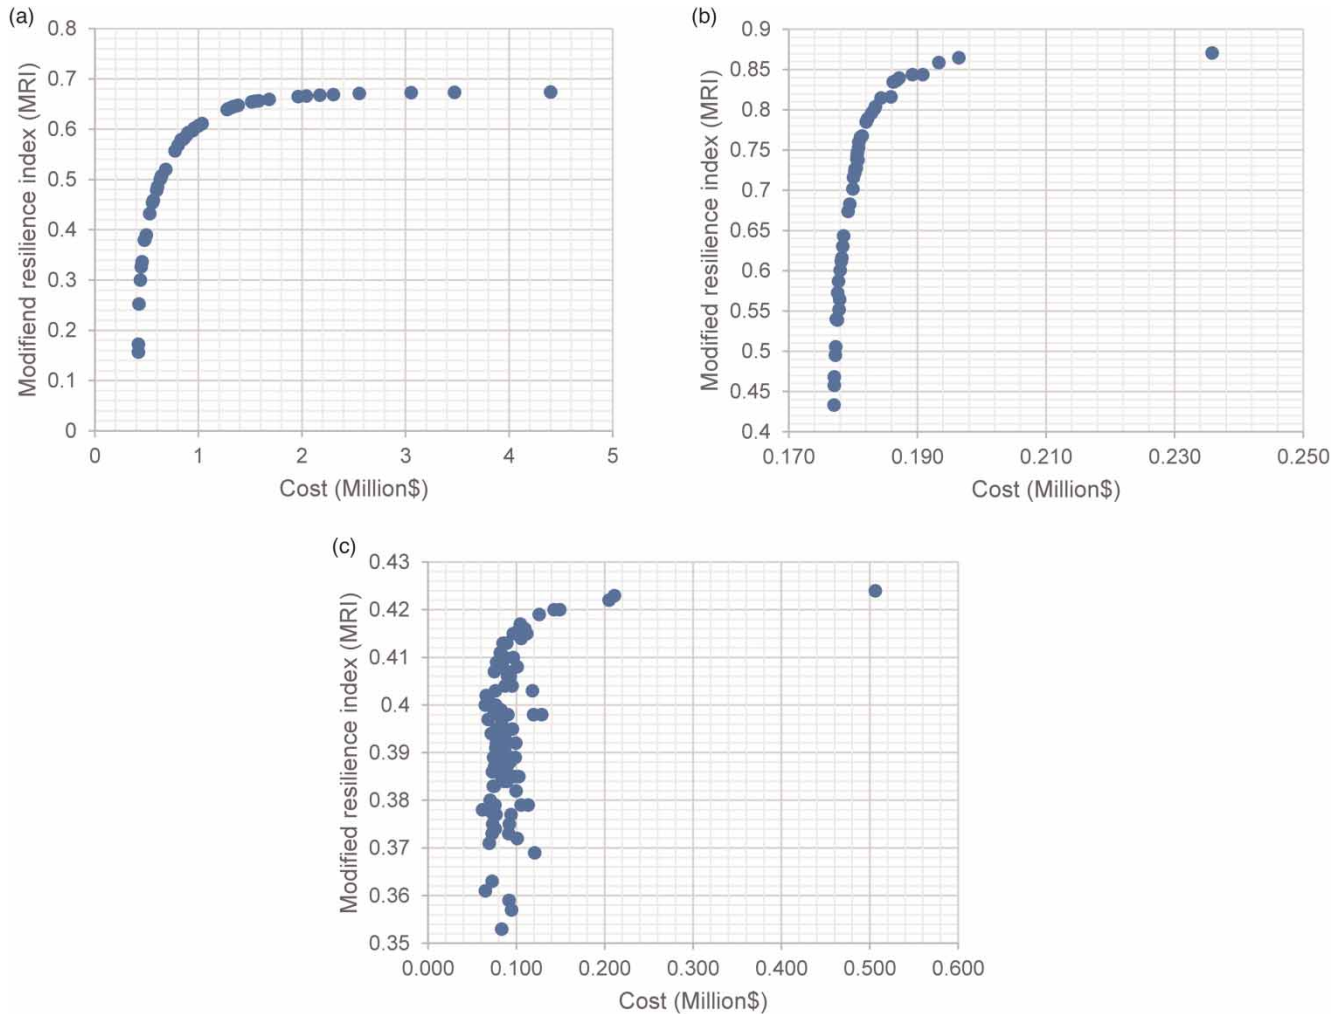 (a)
0.8
0.7
0.6
0.5
0.4
0.3
0.2
0.1
0
Modifiend resilience index (MRI)
0 1 2 3 4 5
Cost (Million$)
(b)
0.9
0.85
0.8
0.75
0.7
0.65
0.6
0.55
0.5
0.45
0.4
Modified resilience index (MRI)
0.170 0.190 0.210 0.230 0.250
Cost (Million$)
(c)
0.43
0.42
0.41
0.4
0.39
0.38
0.37
0.36
0.35
Modified resilience index (MRI)
0.000 0.100 0.200 0.300 0.400 0.500 0.600
Cost (Million$)